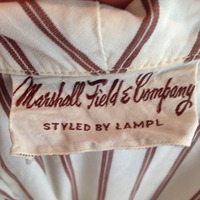 Marshall Field & Company
STYLED BY LAMPL